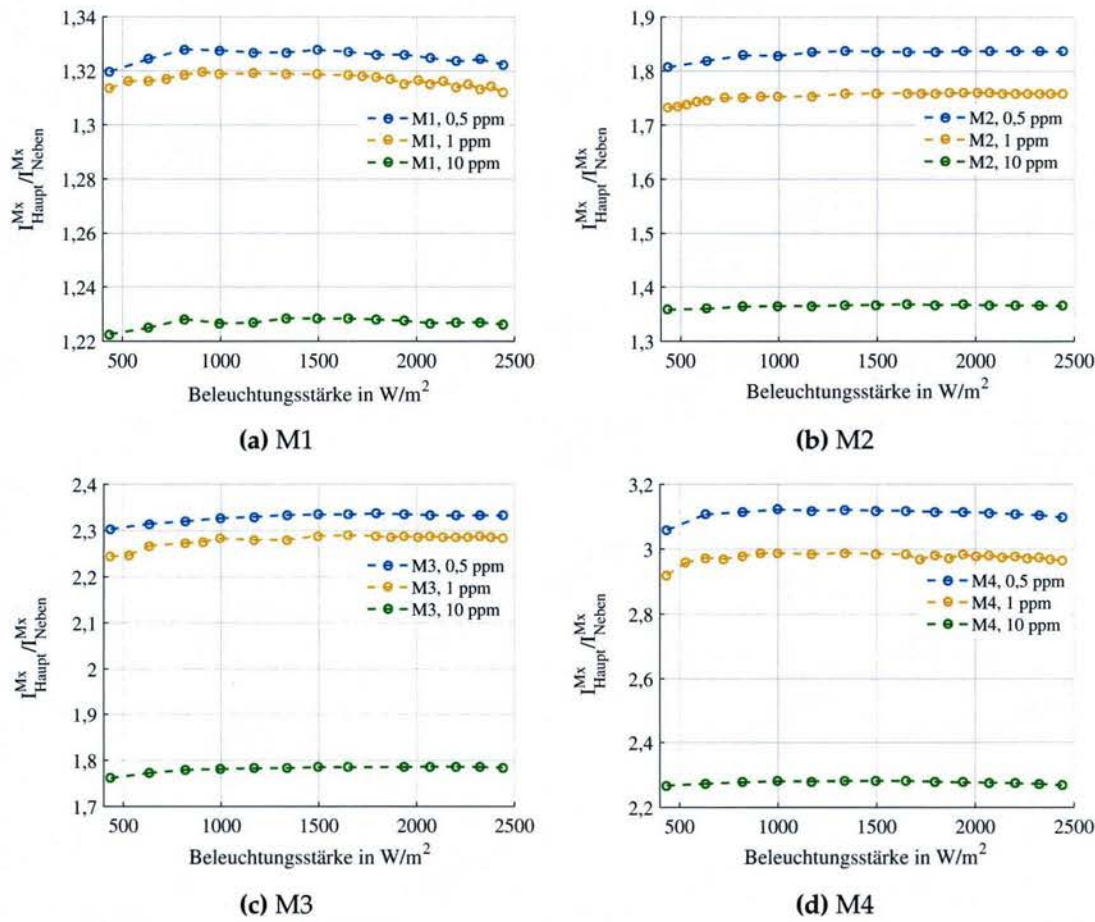 1,34
1,32
1,3
1,28
1,26
1,24
1,22
I^Mx_Haupt/I^Mx_Neben
M1, 0,5 ppm
M1, 1 ppm
M1, 10 ppm
500 1000 1500 2000 2500
Beleuchtungsstärke in W/m²
(a) M1
1,9
1,8
1,7
1,6
1,5
1,4
1,3
I^Mx_Haupt/I^Mx_Neben
M2, 0,5 ppm
M2, 1 ppm
M2, 10 ppm
500 1000 1500 2000 2500
Beleuchtungsstärke in W/m²
(b) M2
2,4
2,3
2,2
2,1
2
1,9
1,8
1,7
I^Mx_Haupt/I^Mx_Neben
M3, 0,5 ppm
M3, 1 ppm
M3, 10 ppm
500 1000 1500 2000 2500
Beleuchtungsstärke in W/m²
(c) M3
3,2
3
2,8
2,6
2,4
2,2
I^Mx_Haupt/I^Mx_Neben
M4, 0,5 ppm
M4, 1 ppm
M4, 10 ppm
500 1000 1500 2000 2500
Beleuchtungsstärke in W/m²
(d) M4